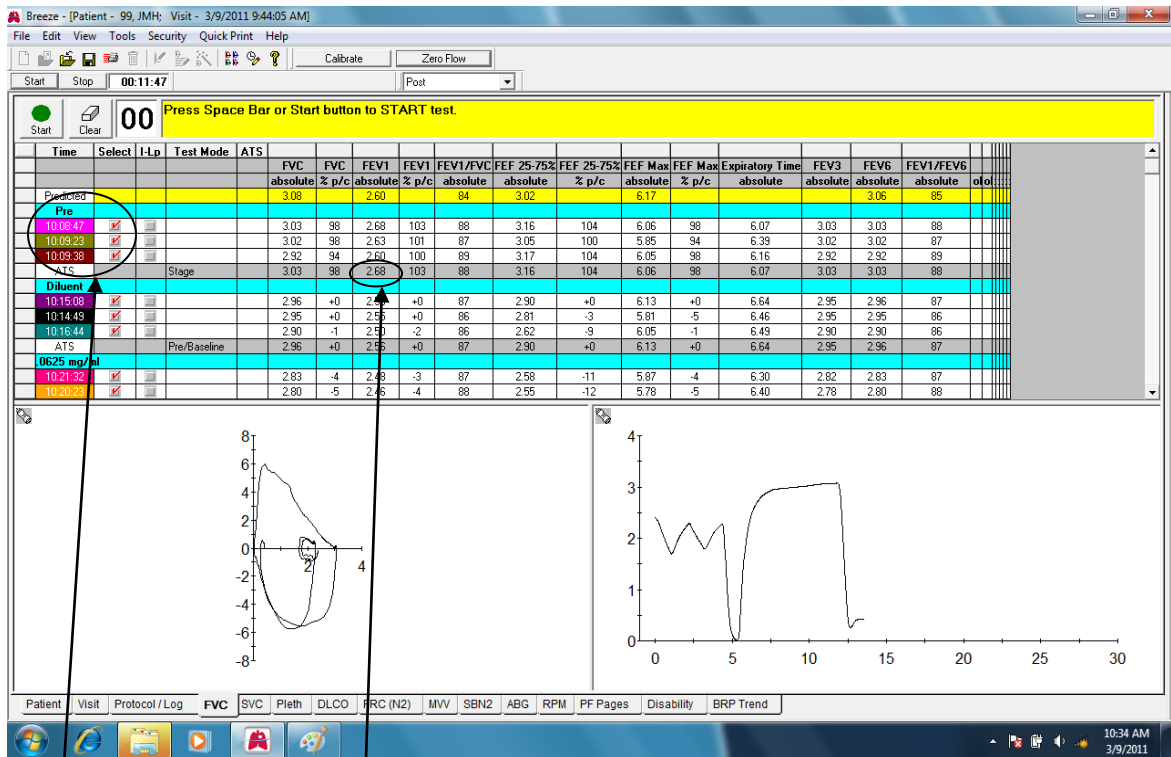 Breeze - [Patient - 99, JMH; Visit - 3/9/2011 9:44:05 AM]
File Edit View Tools Security Quick Print Help
Calibrate Zero Flow
Start Stop 00:11:47 Post
Start Clear 00 Press Space Bar or Start button to START test.
Time Select I-Lp Test Mode ATS
FVC FVC FEV1 FEV1 FEV1/FVC FEF 25-75% FEF 25-75% FEF Max FEF Max Expiratory Time FEV3 FEV6 FEV1/FEV6
absolute % p/c absolute % p/c absolute absolute % p/c absolute % p/c absolute absolute absolute absolute
Predicted 3.08 2.60 84 3.02 6.17 3.06 85
Pre
10:08:47 3.03 98 2.68 103 88 3.16 104 6.06 98 6.07 3.03 3.03 88
10:09:23 3.02 98 2.63 101 87 3.05 100 5.85 94 6.39 3.02 3.02 87
10:09:38 2.92 94 2.60 100 89 3.17 104 6.05 98 6.16 2.92 2.92 89
ATS Stage 3.03 98 2.68 103 88 3.16 104 6.06 98 6.07 3.03 3.03 88
Diluent
10:15:08 2.96 +0 +0 87 2.90 +0 6.13 +0 6.64 2.95 2.96 87
10:14:49 2.95 +0 +0 86 2.81 -3 5.81 -5 6.46 2.95 2.95 86
10:16:44 2.90 -1 2.50 -2 86 2.62 -9 6.05 -1 6.49 2.90 2.90 86
ATS Pre/Baseline 2.96 +0 2.56 +0 87 2.90 +0 6.13 +0 6.64 2.95 2.96 87
.0625 mg/ml
10:21:32 2.83 -4 2.48 -3 87 2.58 -11 5.87 -4 6.30 2.82 2.83 87
10:20:23 2.80 -5 2.46 -4 88 2.55 -12 5.78 -5 6.40 2.78 2.80 88
8
6
4
2
0
-2
-4
-6
-8
2 4
4
3
2
1
0
0 5 10 15 20 25 30
Patient Visit Protocol / Log FVC SVC Pleth DLCO FRC (N2) MVV SBN2 ABG RPM PF Pages Disability BRP Trend
10:34 AM
3/9/2011